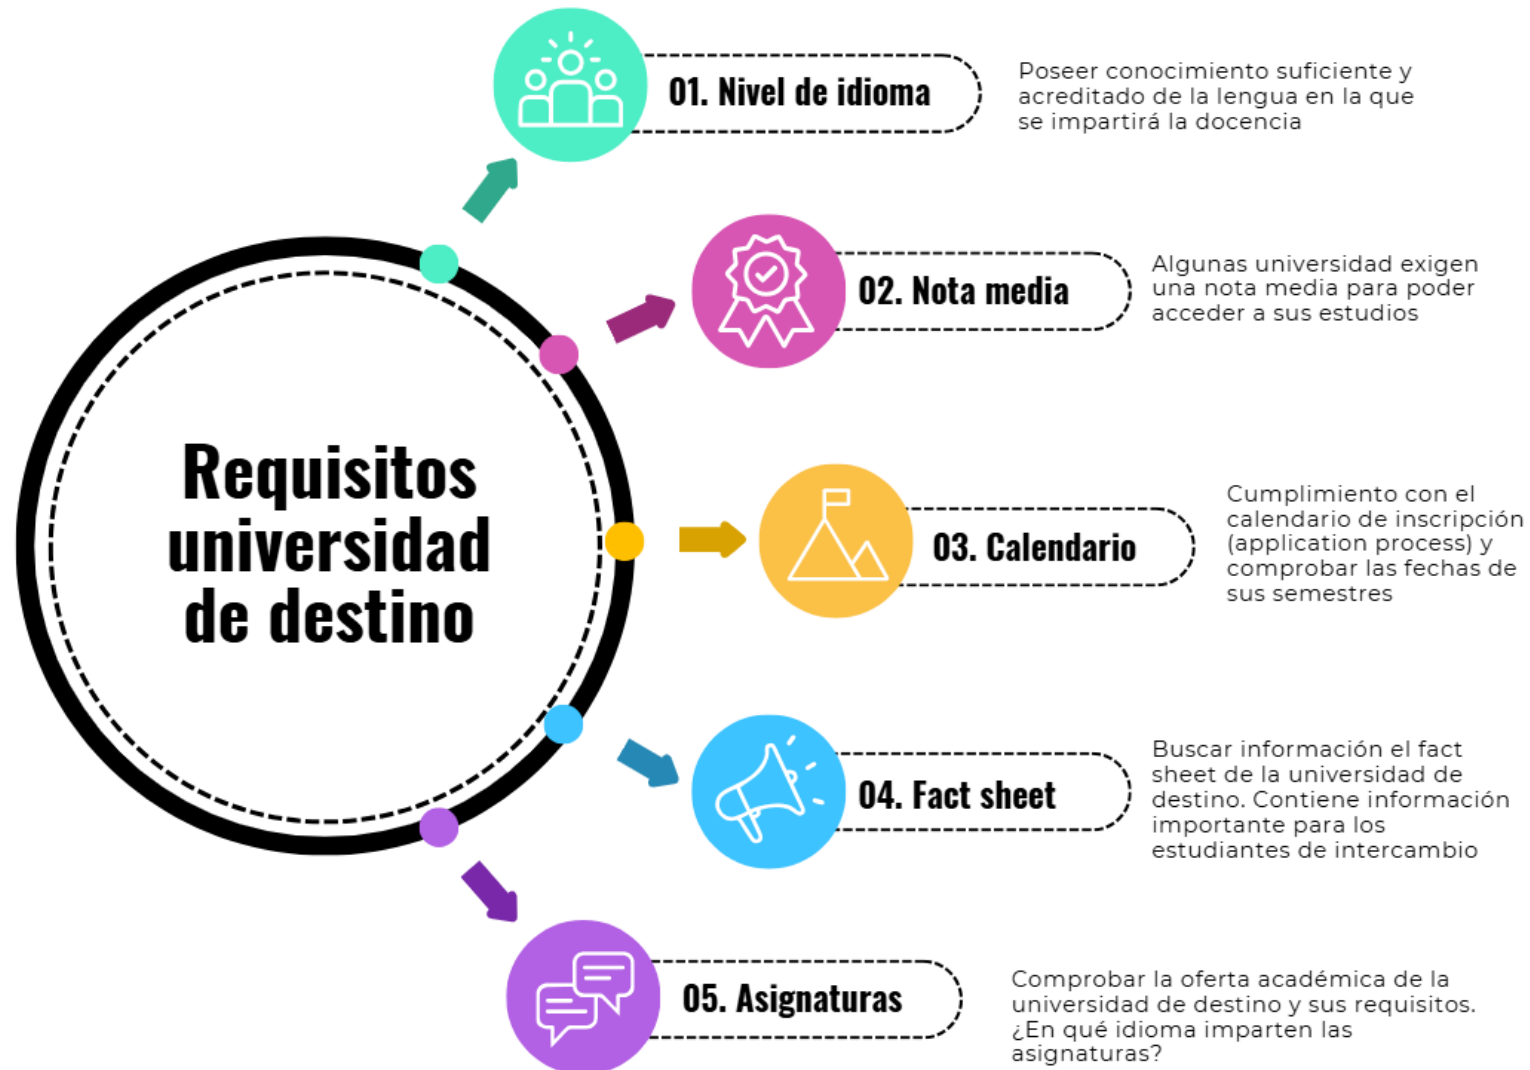 Requisitos
universidad
de destino
01. Nivel de idioma
Poseer conocimiento suficiente y
acreditado de la lengua en la que
se impartirá la docencia
02. Nota media
Algunas universidad exigen
una nota media para poder
acceder a sus estudios
03. Calendario
Cumplimiento con el
calendario de inscripción
(application process) y
comprobar las fechas de
sus semestres
04. Fact sheet
Buscar información el fact
sheet de la universidad de
destino. Contiene información
importante para los
estudiantes de intercambio
05. Asignaturas
Comprobar la oferta académica de la
universidad de destino y sus requisitos.
¿En qué idioma imparten las
asignaturas?